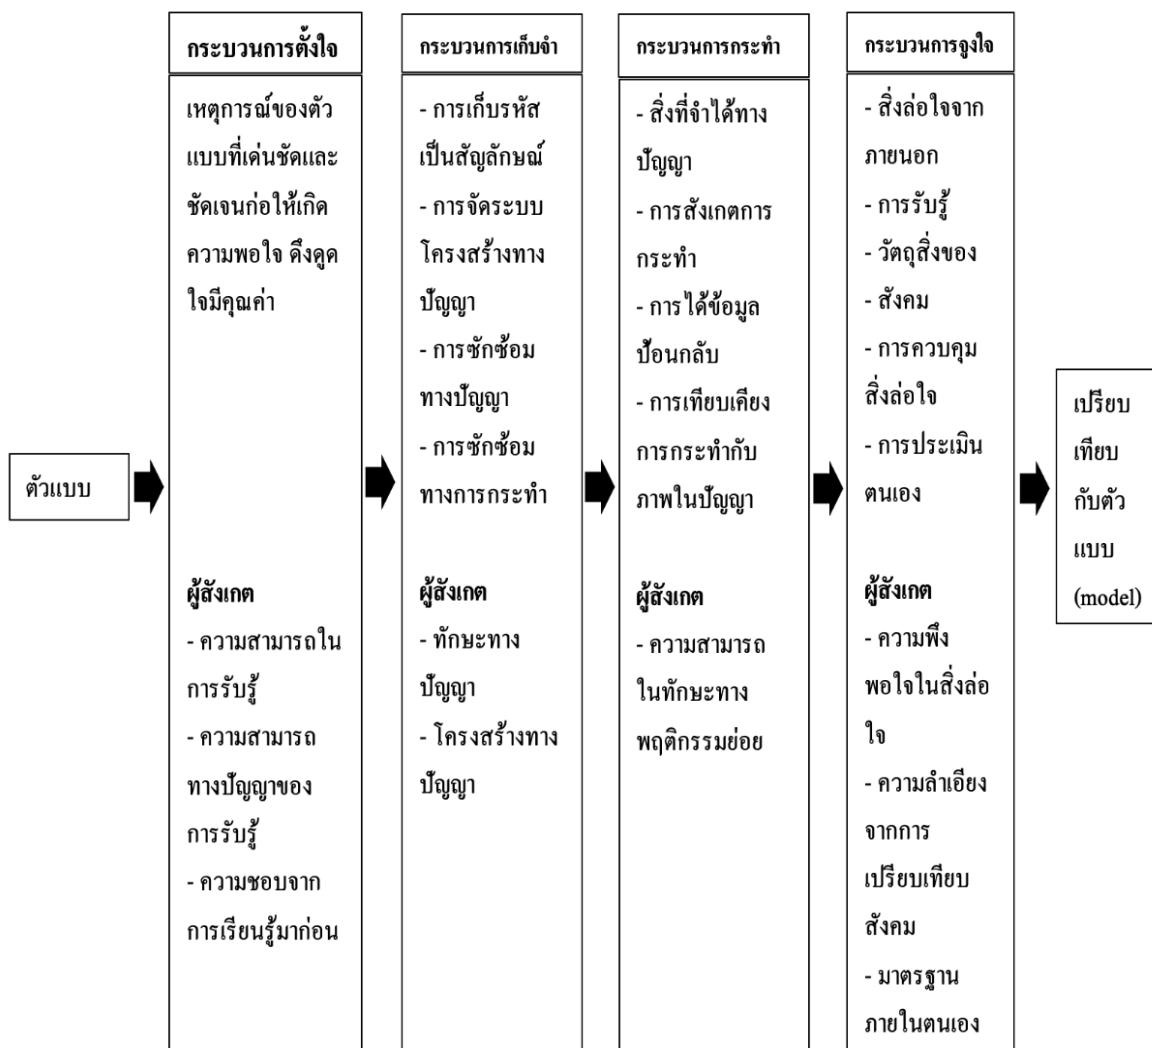 ตัวแบบ
กระบวนการตั้งใจ
เหตุการณ์ของตัว
แบบที่เด่นชัดและ
ชัดเจนก่อให้เกิด
ความพอใจ ดึงดูด
ใจมีคุณค่า
ผู้สังเกต
- ความสามารถใน
การรับรู้
- ความสามารถ
ทางปัญญาของ
การรับรู้
- ความชอบจาก
การเรียนรู้มาก่อน
กระบวนการเก็บจำ
- การเก็บรหัส
เป็นสัญลักษณ์
- การจัดระบบ
โครงสร้างทาง
ปัญญา
- การซักซ้อม
ทางปัญญา
- การซักซ้อม
ทางการกระทำ
ผู้สังเกต
- ทักษะทาง
ปัญญา
- โครงสร้างทาง
ปัญญา
กระบวนการกระทำ
- สิ่งที่จำได้ทาง
ปัญญา
- การสังเกตการ
กระทำ
- การได้ข้อมูล
ป้อนกลับ
- การเทียบเคียง
การกระทำกับ
ภาพในปัญญา
ผู้สังเกต
- ความสามารถ
ในทักษะทาง
พฤติกรรมย่อย
กระบวนการจูงใจ
- สิ่งล่อใจจาก
ภายนอก
- การรับรู้
- วัตถุสิ่งของ
- สังคม
- การควบคุม
สิ่งล่อใจ
- การประเมิน
ตนเอง
ผู้สังเกต
- ความพึง
พอใจในสิ่งล่อ
ใจ
- ความลำเอียง
จากการ
เปรียบเทียบ
สังคม
- มาตรฐาน
ภายในตนเอง
เปรียบ
เทียบ
กับตัว
แบบ
(model)